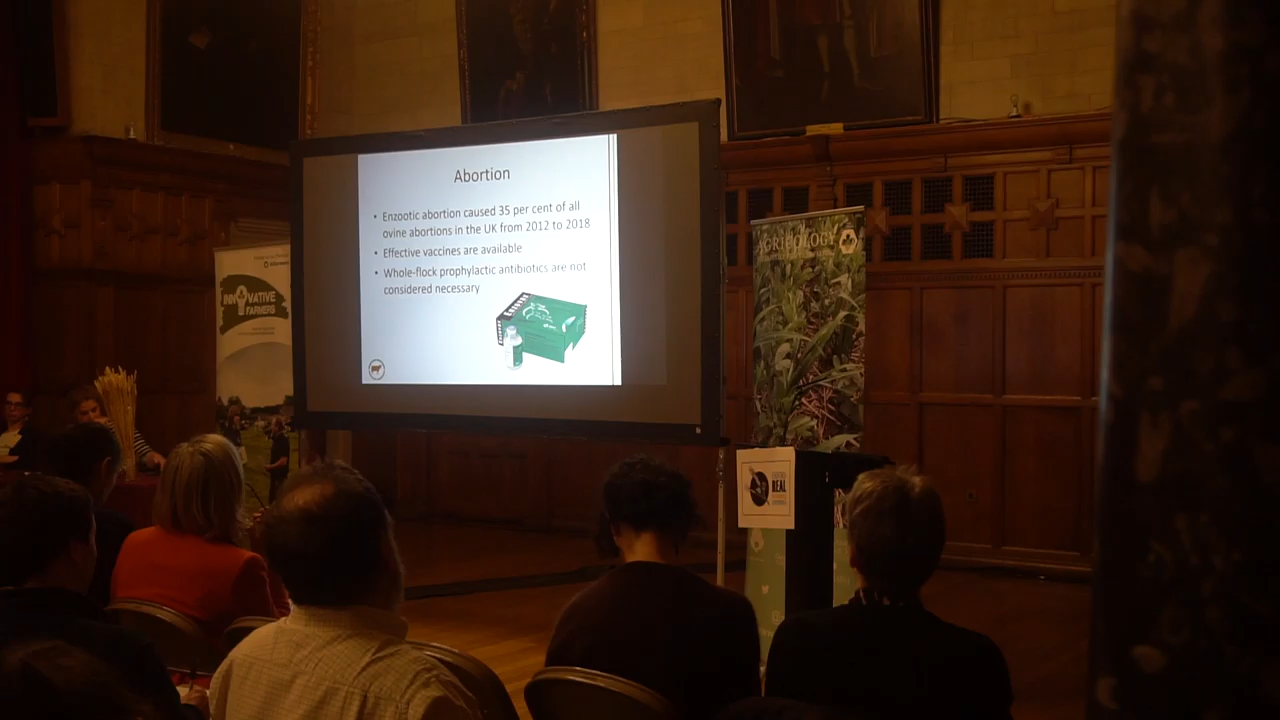 Abortion
• Enzootic abortion caused 35 per cent of all
ovine abortions in the UK from 2012 to 2018
• Effective vaccines are available
• Whole-flock prophylactic antibiotics are not
considered necessary
INNOVATIVE
FARMERS
AGRICOLOGY
REAL